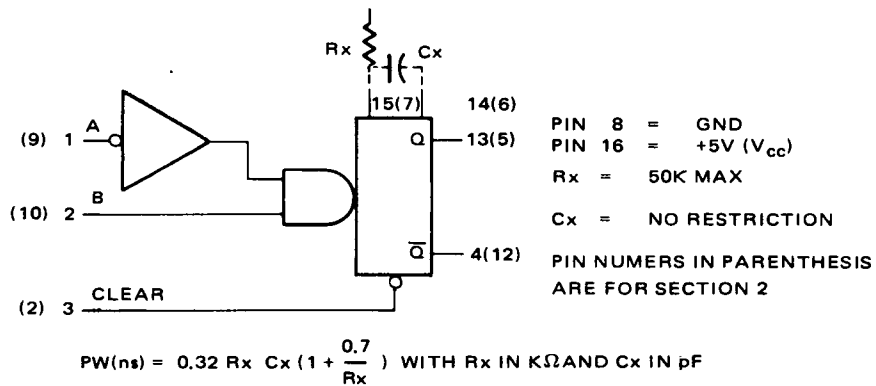 Rx Cx
15(7) 14(6)
(9) 1 A
Q 13(5)
(10) 2 B
Q̅ 4(12)
(2) 3 CLEAR
PIN 8 = GND
PIN 16 = +5V (Vcc)
Rx = 50K MAX
Cx = NO RESTRICTION
PIN NUMERS IN PARENTHESIS
ARE FOR SECTION 2
PW(ns) = 0.32 Rx Cx (1 + 0.7/Rx ) WITH Rx IN KΩAND Cx IN pF